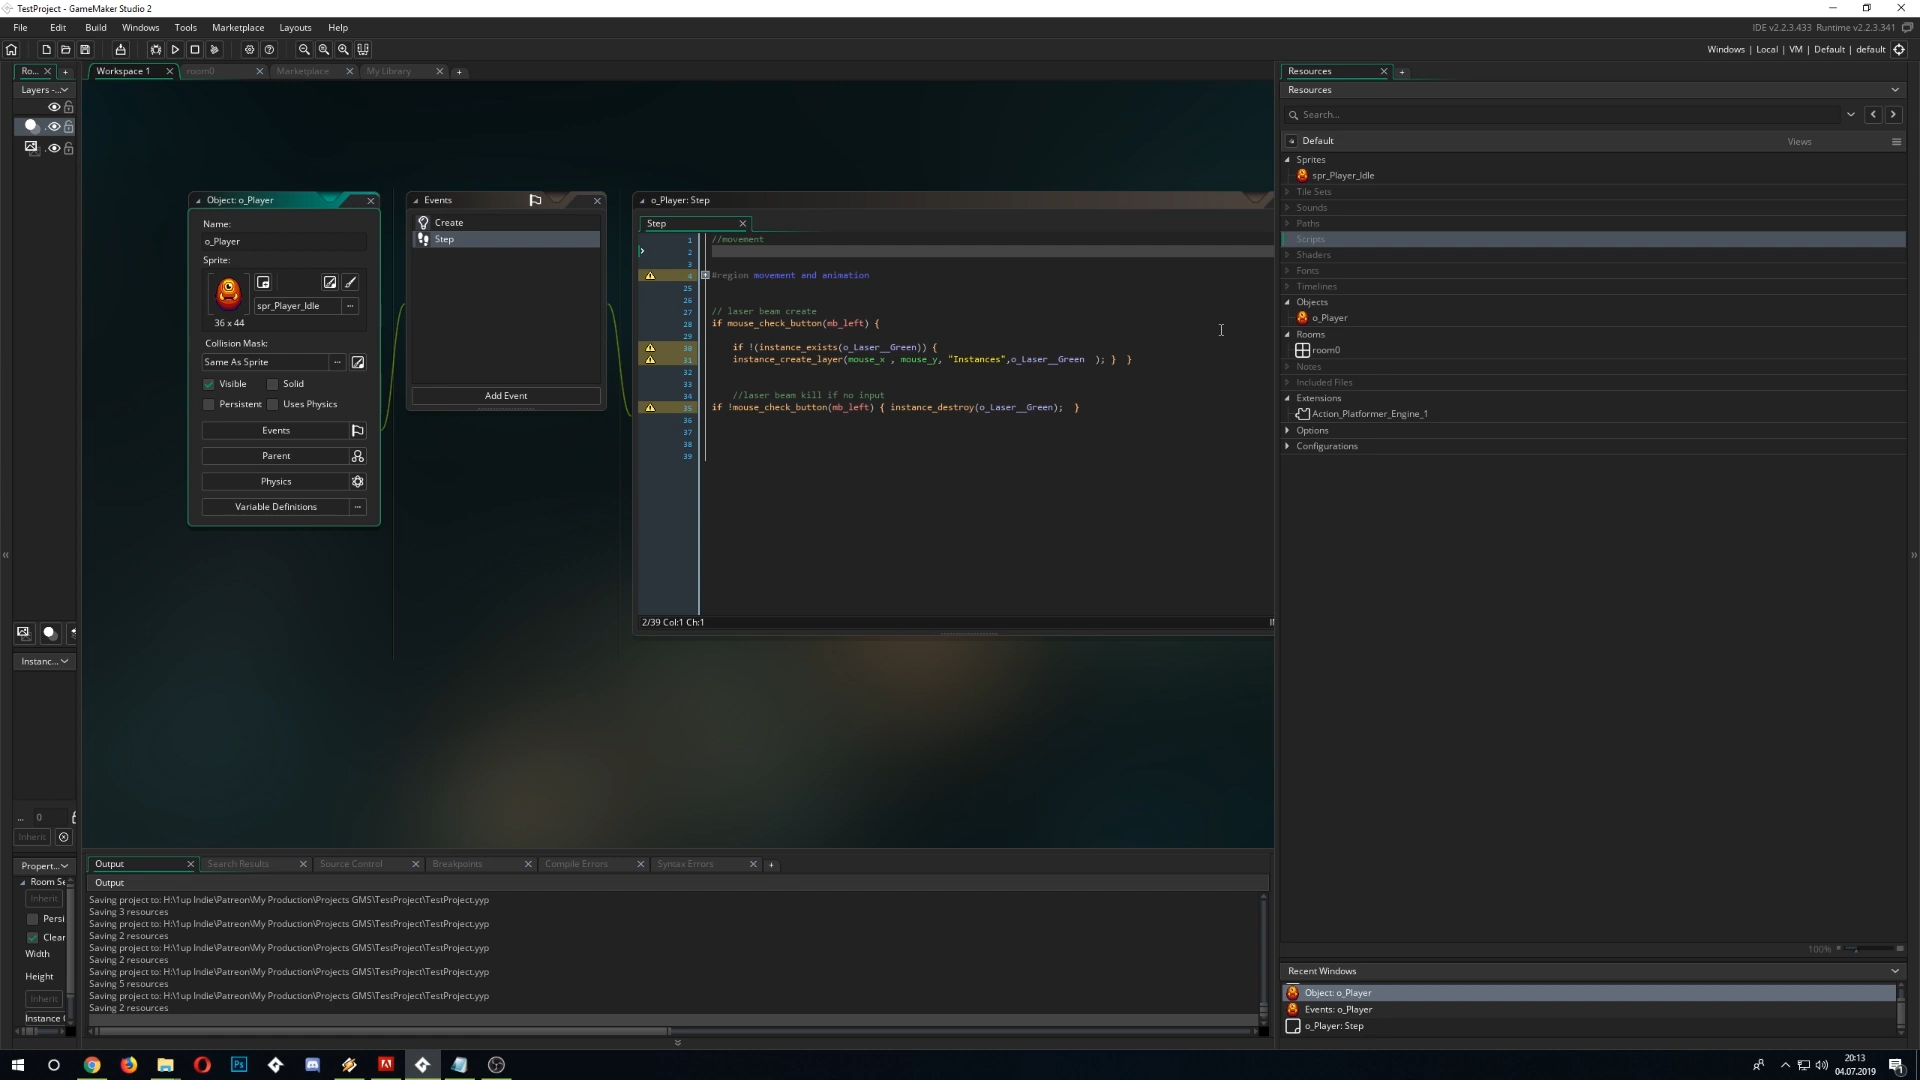 TestProject - GameMaker Studio 2
File Edit Build Windows Tools Marketplace Layouts Help
IDE v2.2.3.433 Runtime v2.2.3.341
Windows | Local | VM | Default | default
Ro...
Workspace 1
room0
Marketplace
My Library
Resources
Layers -...
Resources
Search...
Default
Views
Sprites
spr_Player_Idle
Tile Sets
Sounds
Paths
Scripts
Shaders
Fonts
Timelines
Objects
o_Player
Rooms
room0
Notes
Included Files
Extensions
Action_Platformer_Engine_1
Options
Configurations
Object: o_Player
Name:
o_Player
Sprite:
spr_Player_Idle
...
36 x 44
Collision Mask:
Same As Sprite
...
Visible
Solid
Persistent
Uses Physics
Events
Parent
Physics
Variable Definitions
...
Events
Create
Step
Add Event
o_Player: Step
Step
1 //movement
2
3
4 #region movement and animation
25
26
27 // laser beam create
28 if mouse_check_button(mb_left) {
29
30 if !(instance_exists(o_Laser__Green)) {
31 instance_create_layer(mouse_x , mouse_y, "Instances",o_Laser__Green ); } }
32
33
34 //laser beam kill if no input
35 if !mouse_check_button(mb_left) { instance_destroy(o_Laser__Green); }
36
37
38
39
2/39 Col:1 Ch:1
Instanc...
... 0
Inherit
Propert...
Room Se
Inherit
Persi
Clear
Width
Height
Inherit
Instance C
Output
Search Results
Source Control
Breakpoints
Compile Errors
Syntax Errors
Output
Saving project to: H:\1up Indie\Patreon\My Production\Projects GMS\TestProject\TestProject.yyp
Saving 3 resources
Saving project to: H:\1up Indie\Patreon\My Production\Projects GMS\TestProject\TestProject.yyp
Saving 2 resources
Saving project to: H:\1up Indie\Patreon\My Production\Projects GMS\TestProject\TestProject.yyp
Saving 2 resources
Saving project to: H:\1up Indie\Patreon\My Production\Projects GMS\TestProject\TestProject.yyp
Saving 5 resources
Saving project to: H:\1up Indie\Patreon\My Production\Projects GMS\TestProject\TestProject.yyp
Saving 2 resources
100%
Recent Windows
Object: o_Player
Events: o_Player
o_Player: Step
Ps
20:13
04.07.2019